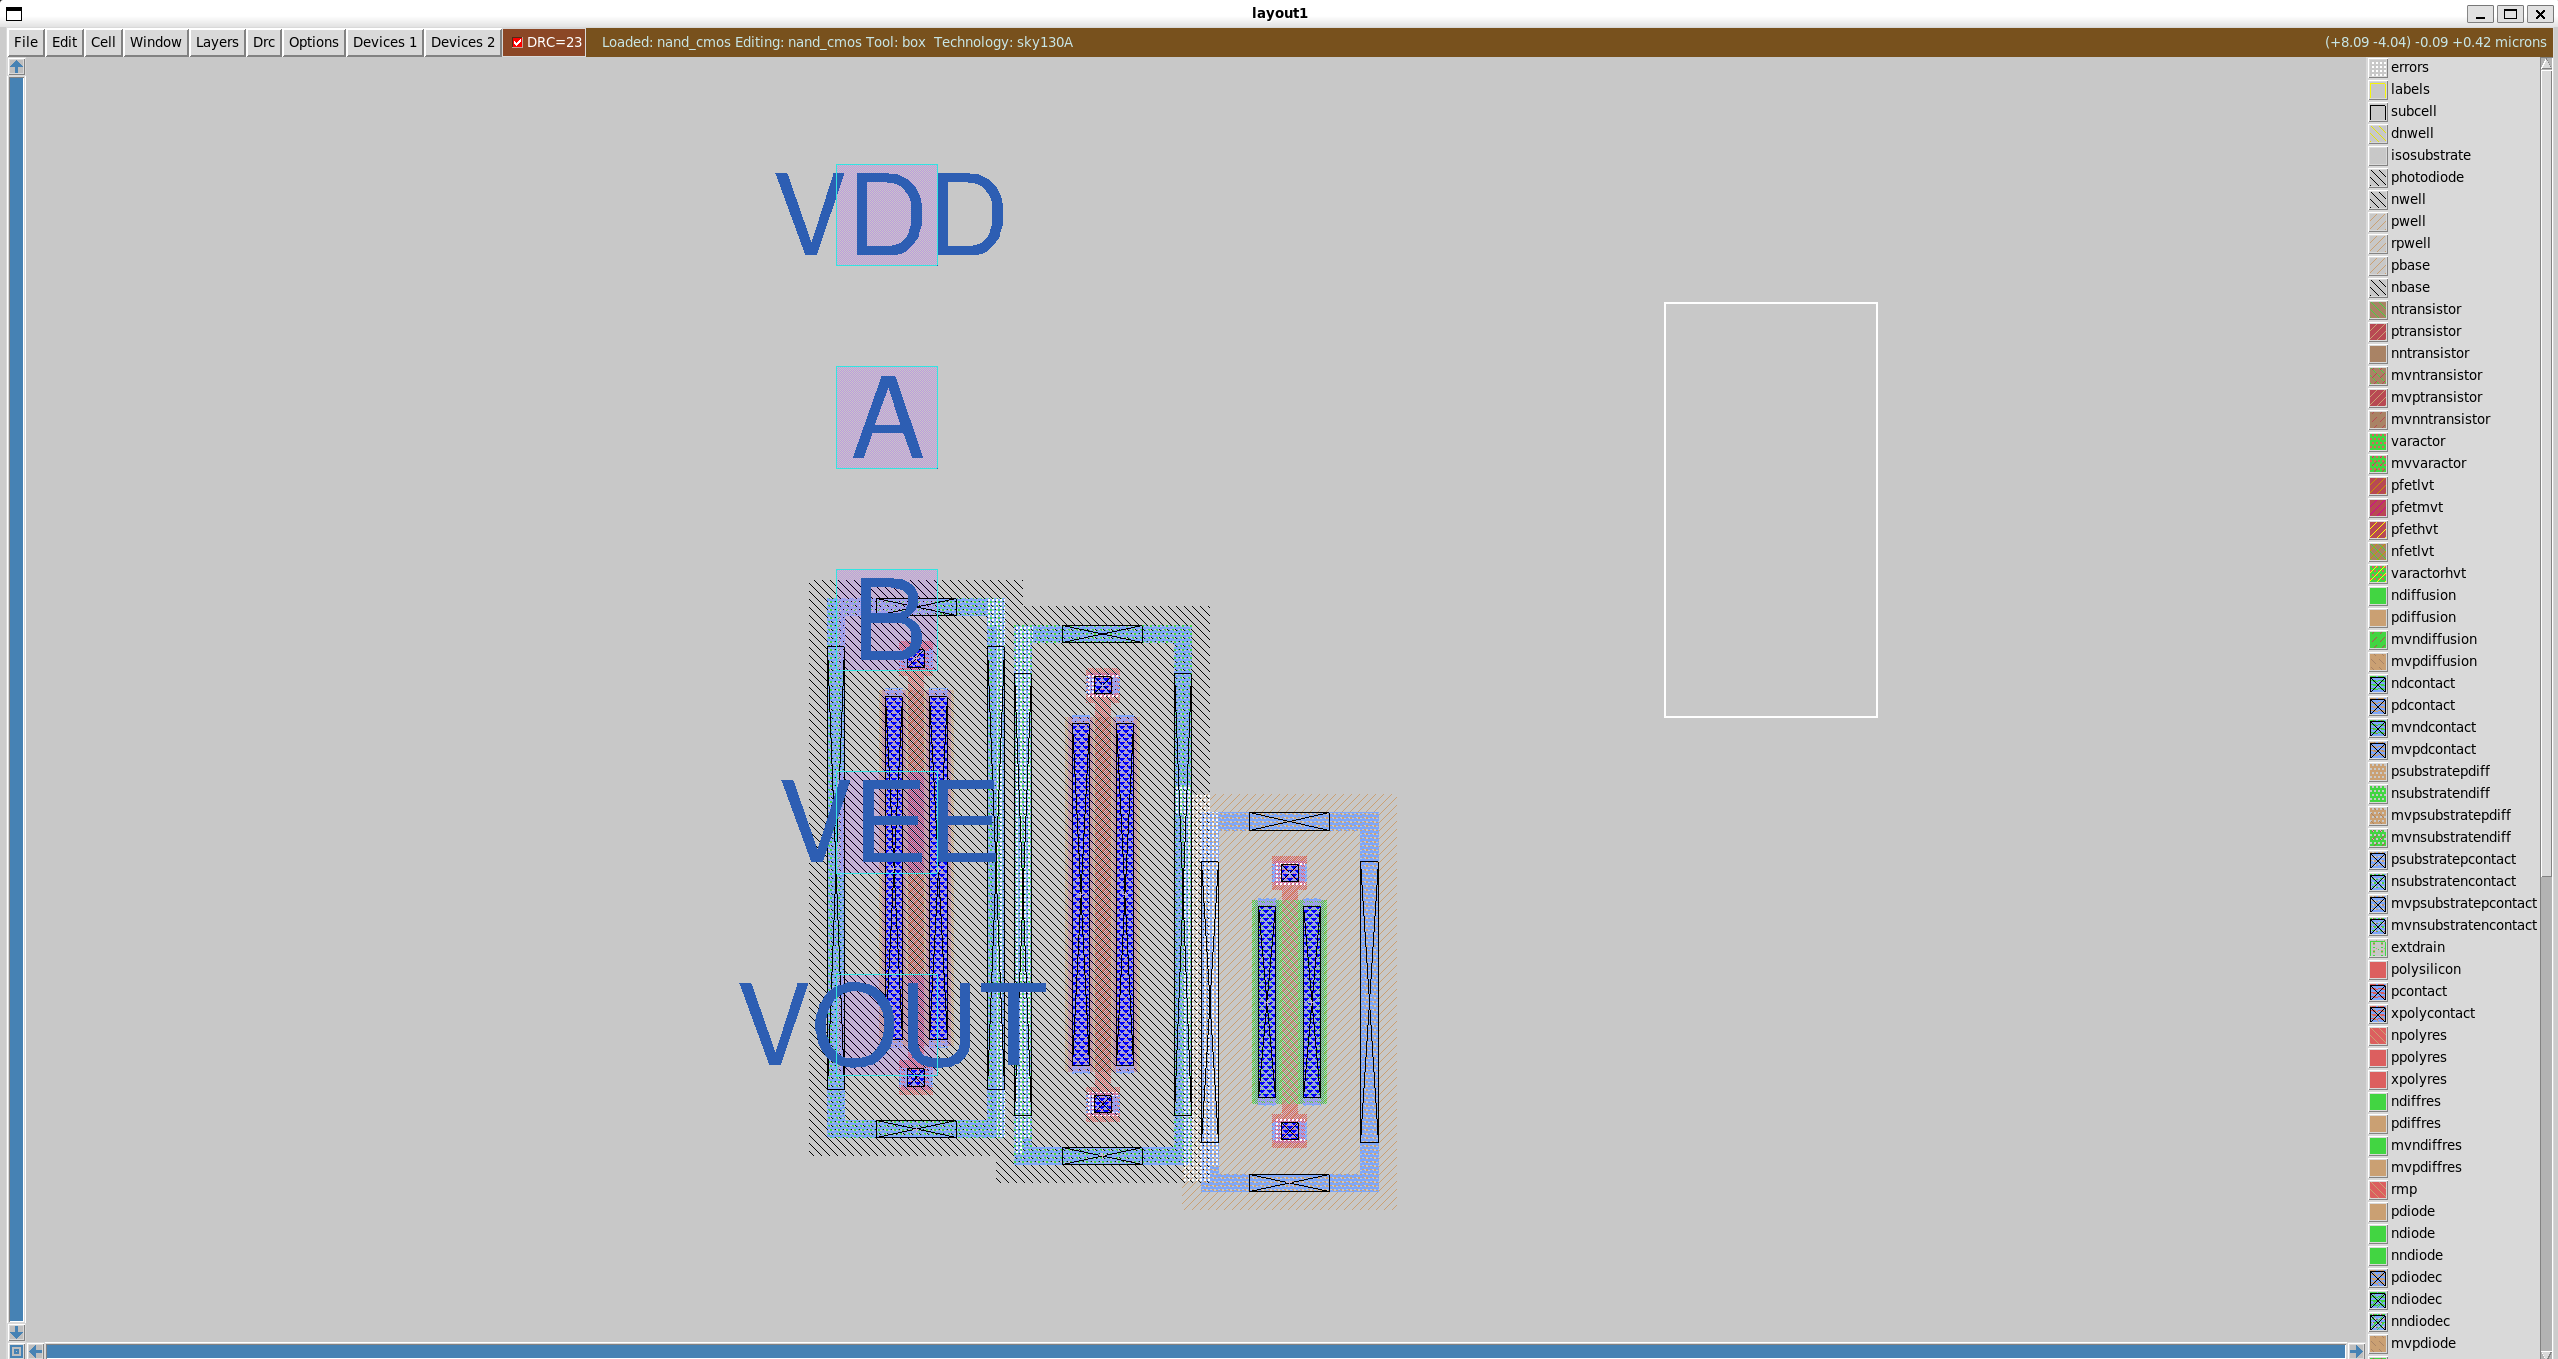 layout1
File Edit Cell Window Layers Drc Options Devices 1 Devices 2 DRC=23 Loaded: nand_cmos Editing: nand_cmos Tool: box Technology: sky130A (+8.09 -4.04) -0.09 +0.42 microns
VDD
A
B
VEE
VOUT
errors
labels
subcell
dnwell
isosubstrate
photodiode
nwell
pwell
rpwell
pbase
nbase
ntransistor
ptransistor
nntransistor
mvntransistor
mvptransistor
mvnntransistor
varactor
mvvaractor
pfetlvt
pfetmvt
pfethvt
nfetlvt
varactorhvt
ndiffusion
pdiffusion
mvndiffusion
mvpdiffusion
ndcontact
pdcontact
mvndcontact
mvpdcontact
psubstratepdiff
nsubstratendiff
mvpsubstratepdiff
mvnsubstratendiff
psubstratepcontact
nsubstratencontact
mvpsubstratepcontact
mvnsubstratencontact
extdrain
polysilicon
pcontact
xpolycontact
npolyres
ppolyres
xpolyres
ndiffres
pdiffres
mvndiffres
mvpdiffres
rmp
pdiode
ndiode
nndiode
pdiodec
ndiodec
nndiodec
mvpdiode